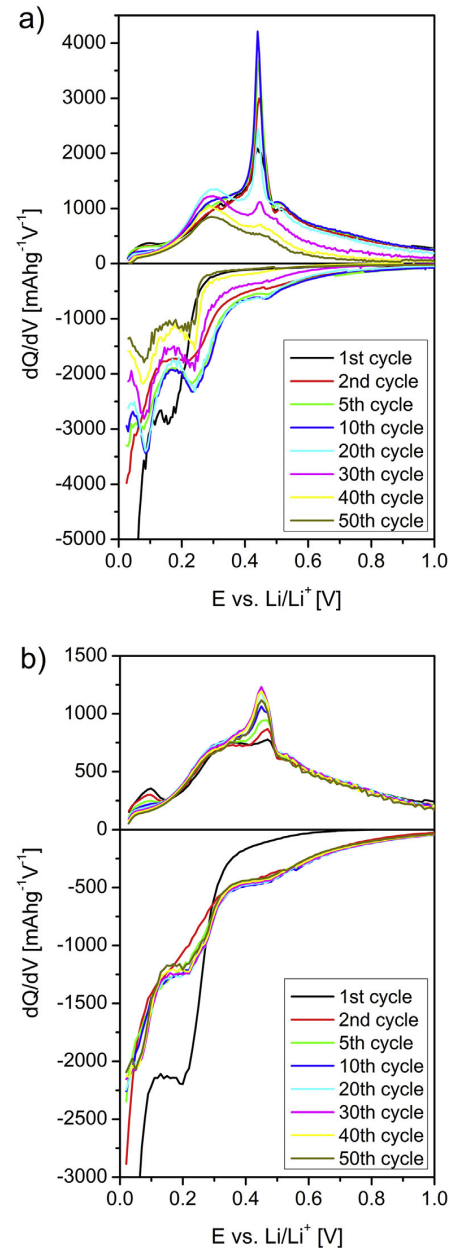 a)
4000
3000
2000
1000
0
-1000
-2000
-3000
-4000
-5000
dQ/dV [mAhg⁻¹V⁻¹]
1st cycle
2nd cycle
5th cycle
10th cycle
20th cycle
30th cycle
40th cycle
50th cycle
0.0 0.2 0.4 0.6 0.8 1.0
E vs. Li/Li⁺ [V]
b)
1500
1000
500
0
-500
-1000
-1500
-2000
-2500
-3000
dQ/dV [mAhg⁻¹V⁻¹]
1st cycle
2nd cycle
5th cycle
10th cycle
20th cycle
30th cycle
40th cycle
50th cycle
0.0 0.2 0.4 0.6 0.8 1.0
E vs. Li/Li⁺ [V]